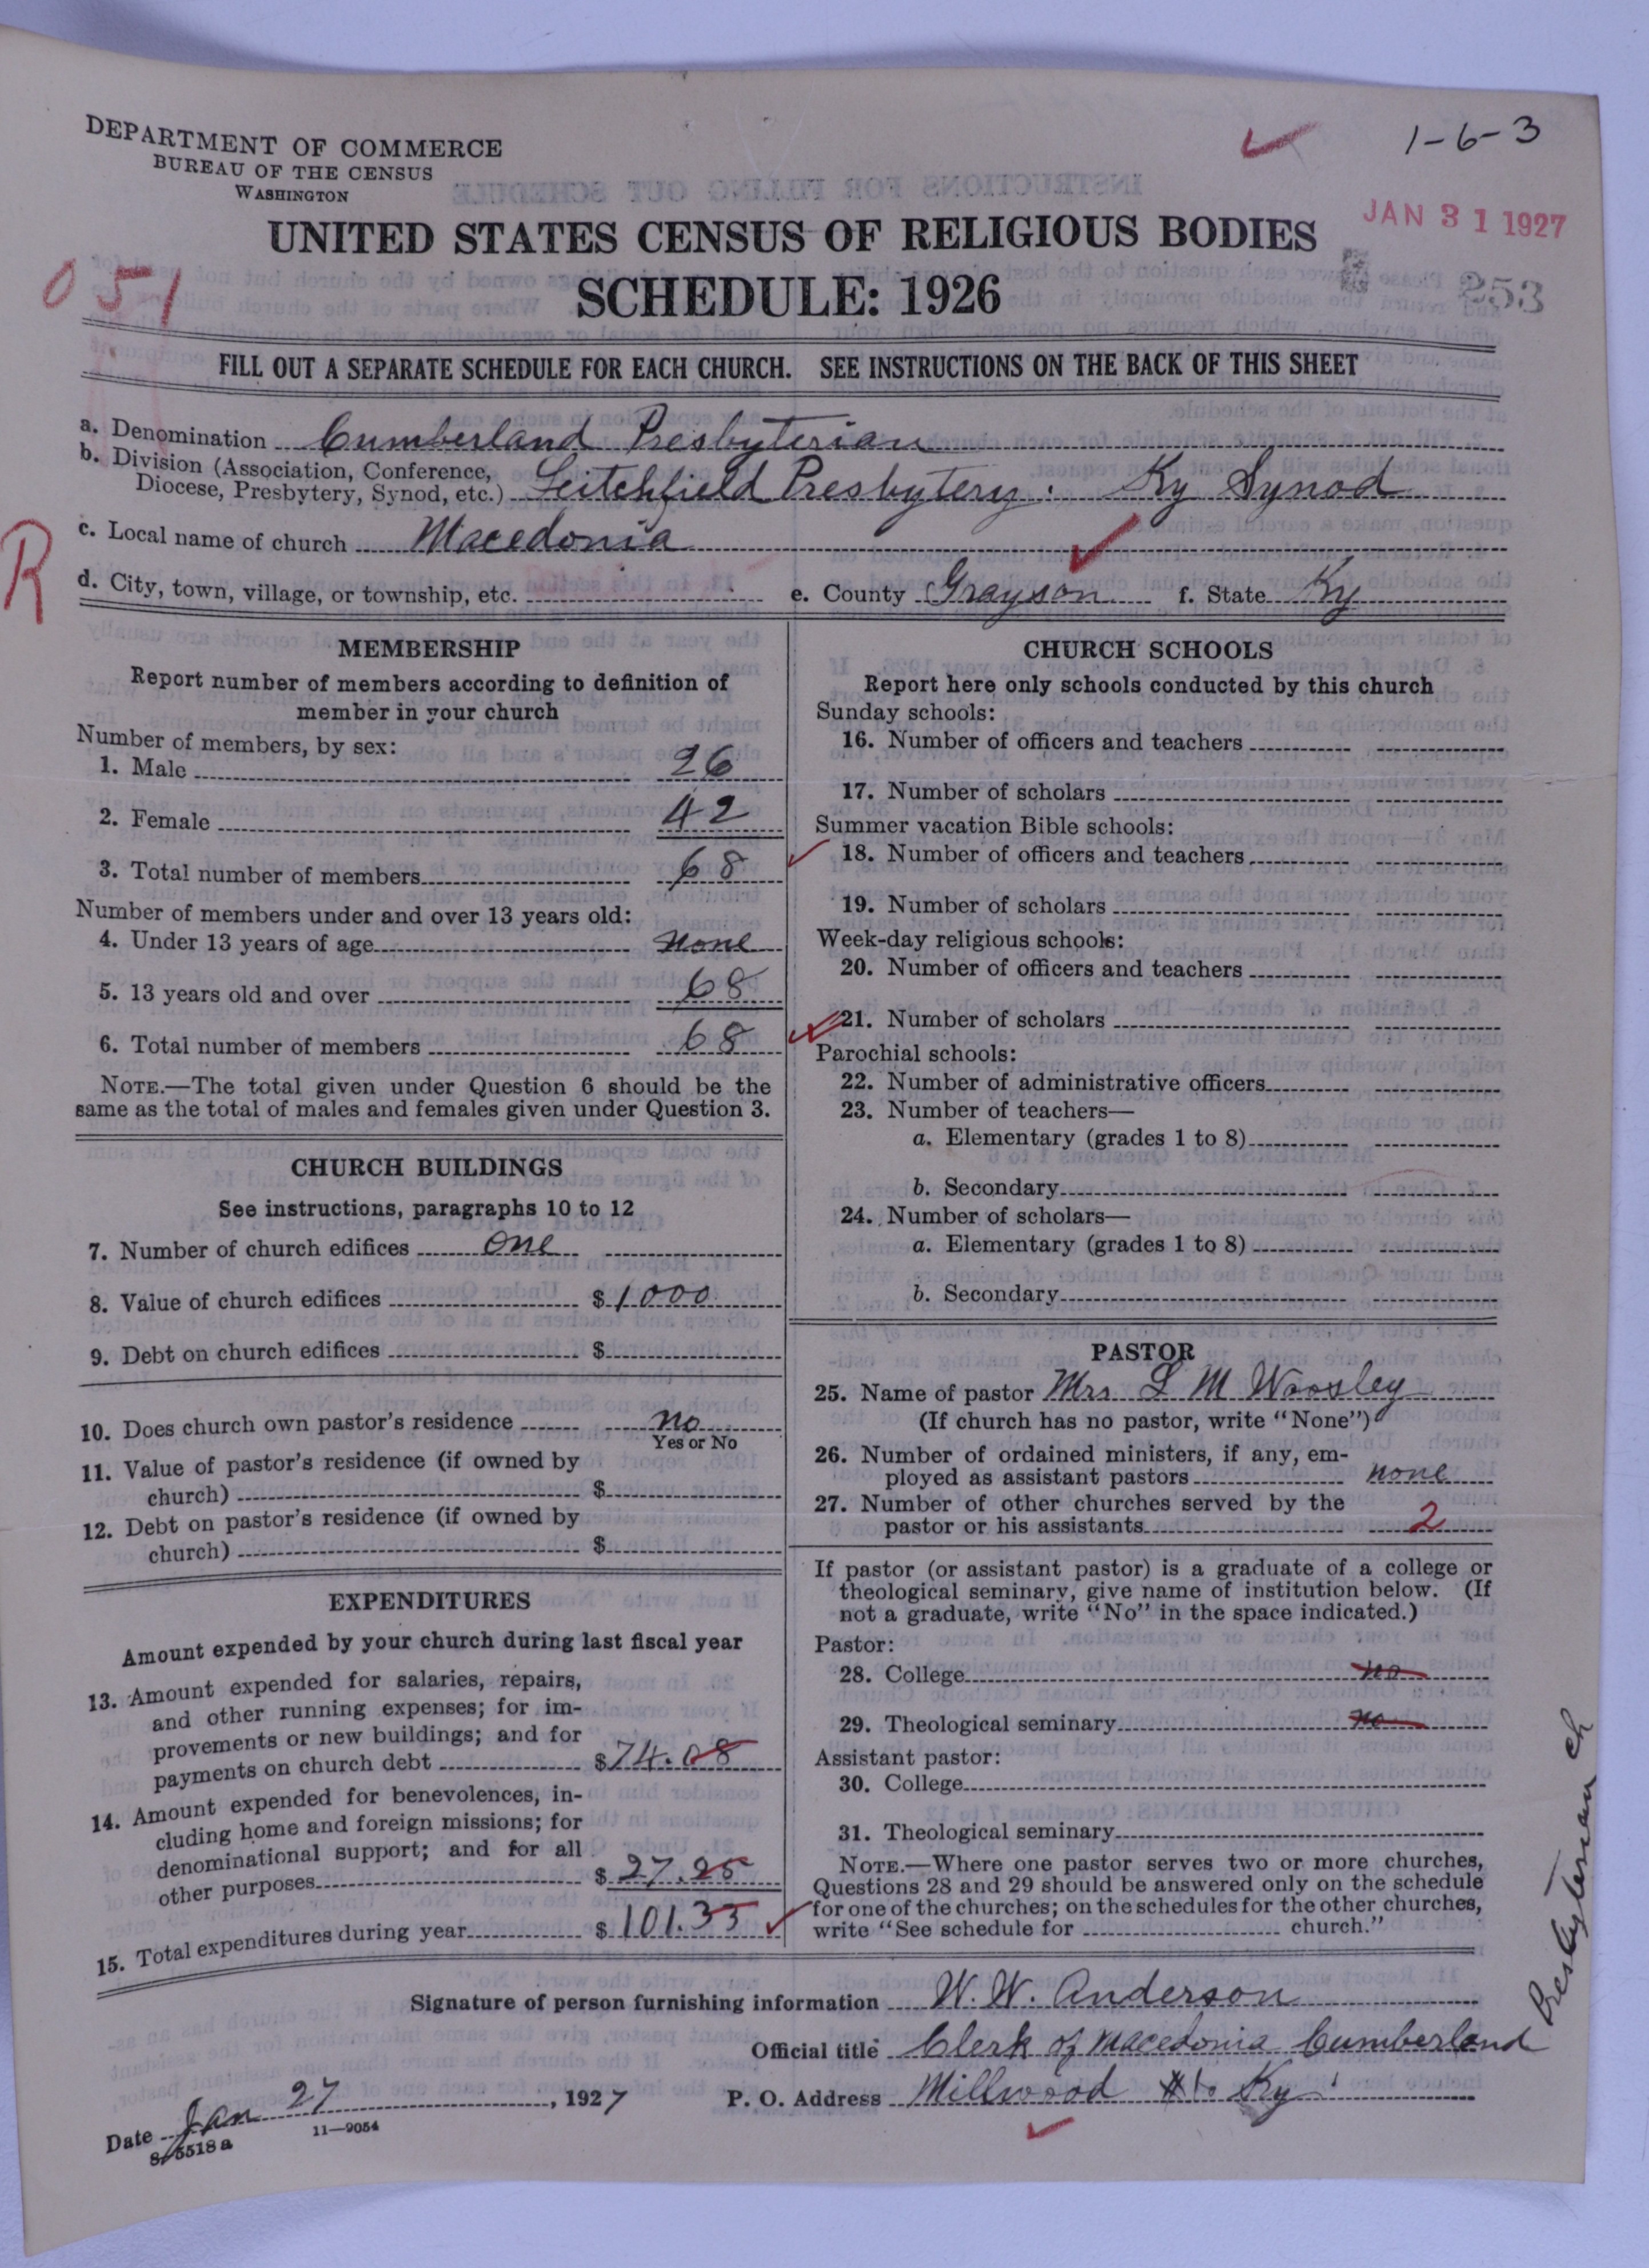 DEPARTMENT OF COMMERCE
BUREAU OF THE CENSUS
WASHINGTON
1-6-3
UNITED STATES CENSUS OF RELIGIOUS BODIES
JAN 31 1927
SCHEDULE: 1926
253
051
FILL OUT A SEPARATE SCHEDULE FOR EACH CHURCH. SEE INSTRUCTIONS ON THE BACK OF THIS SHEET
a. Denomination Cumberland Presbyterian
b. Division (Association, Conference,
Diocese, Presbytery, Synod, etc.) Leitchfield Presbytery. Ky Synod
c. Local name of church Macedonia
R
d. City, town, village, or township, etc. e. County Grayson f. State Ky
MEMBERSHIP
Report number of members according to definition of
member in your church
Number of members, by sex:
1. Male 26
2. Female 42
3. Total number of members 68
Number of members under and over 13 years old:
4. Under 13 years of age none
5. 13 years old and over 68
6. Total number of members 68
NOTE.—The total given under Question 6 should be the
same as the total of males and females given under Question 3.
CHURCH BUILDINGS
See instructions, paragraphs 10 to 12
7. Number of church edifices one
8. Value of church edifices $1000
9. Debt on church edifices $
10. Does church own pastor's residence no
Yes or No
11. Value of pastor's residence (if owned by
church) $
12. Debt on pastor's residence (if owned by
church) $
EXPENDITURES
Amount expended by your church during last fiscal year
13. Amount expended for salaries, repairs,
and other running expenses; for im-
provements or new buildings; and for
payments on church debt $74.08
14. Amount expended for benevolences, in-
cluding home and foreign missions; for
denominational support; and for all
other purposes $27.25
15. Total expenditures during year $101.33
CHURCH SCHOOLS
Report here only schools conducted by this church
Sunday schools:
16. Number of officers and teachers
17. Number of scholars
Summer vacation Bible schools:
18. Number of officers and teachers
19. Number of scholars
Week-day religious schools:
20. Number of officers and teachers
21. Number of scholars
Parochial schools:
22. Number of administrative officers
23. Number of teachers—
a. Elementary (grades 1 to 8)
b. Secondary
24. Number of scholars—
a. Elementary (grades 1 to 8)
b. Secondary
PASTOR
25. Name of pastor Mrs L M Woosley
(If church has no pastor, write "None")
26. Number of ordained ministers, if any, em-
ployed as assistant pastors none
27. Number of other churches served by the
pastor or his assistants 2
If pastor (or assistant pastor) is a graduate of a college or
theological seminary, give name of institution below. (If
not a graduate, write "No" in the space indicated.)
Pastor:
28. College no
29. Theological seminary no
Assistant pastor:
30. College
31. Theological seminary
NOTE.—Where one pastor serves two or more churches,
Questions 28 and 29 should be answered only on the schedule
for one of the churches; on the schedules for the other churches,
write "See schedule for church."
Signature of person furnishing information W. W. Anderson
Official title Clerk of Macedonia Cumberland
Presbyterian ch
Date Jan 27, 1927 P. O. Address Millwood #1. Ky.
8-5518 a 11-9054